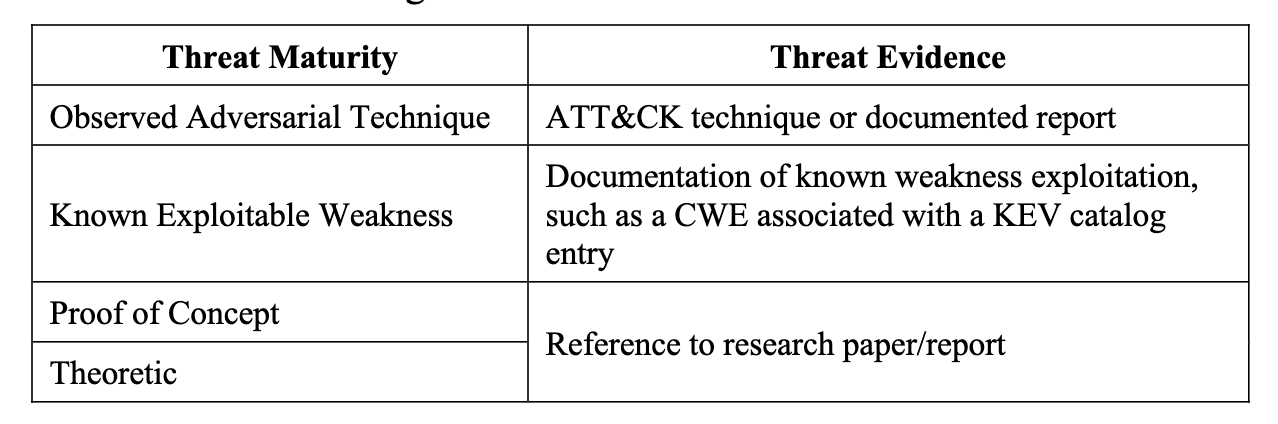 Threat Maturity
Threat Evidence
Observed Adversarial Technique
ATT&CK technique or documented report
Known Exploitable Weakness
Documentation of known weakness exploitation,
such as a CWE associated with a KEV catalog
entry
Proof of Concept
Theoretic
Reference to research paper/report